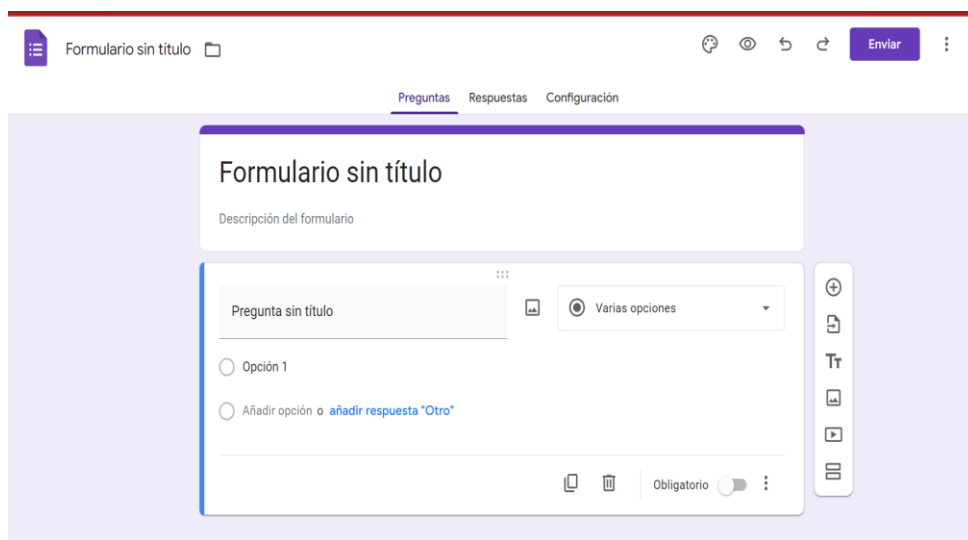 Formulario sin título
Enviar
Preguntas Respuestas Configuración
Formulario sin título
Descripción del formulario
Pregunta sin título
Varias opciones
Opción 1
Añadir opción o añadir respuesta "Otro"
Obligatorio
Tt